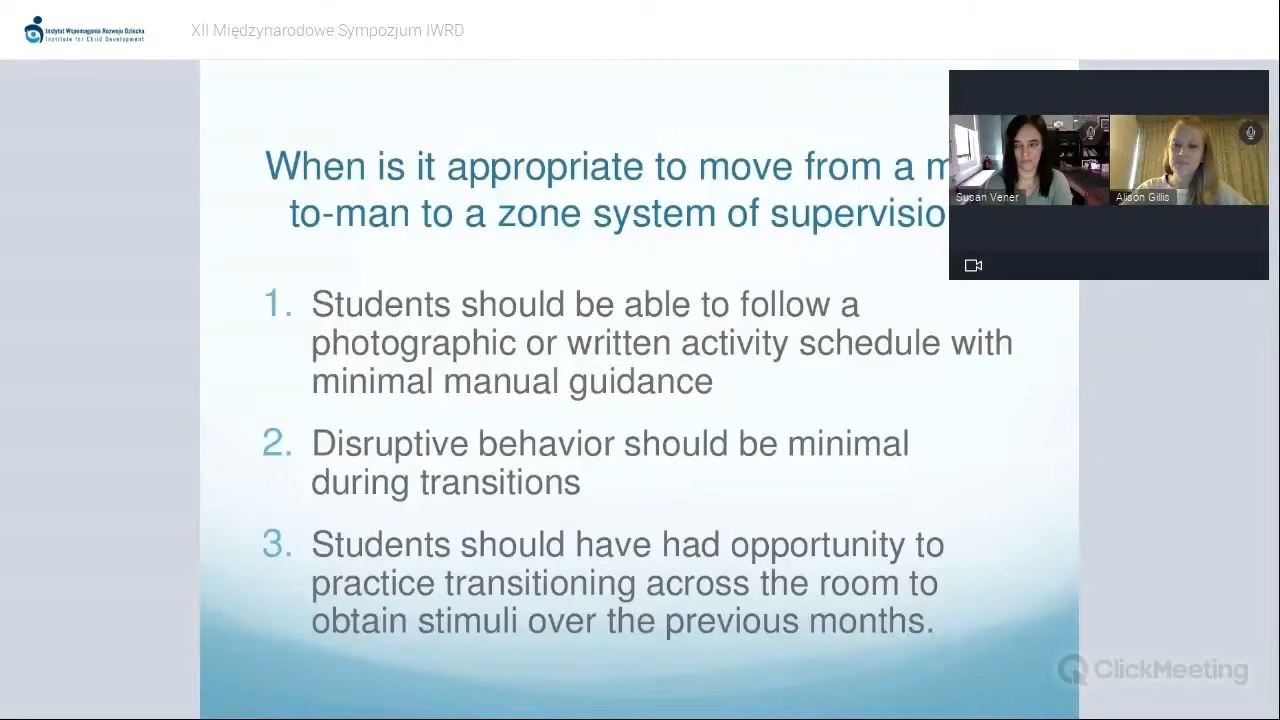 Instytut Wspomagania Rozwoju Dziecka
Institute for Child Development
XII Międzynarodowe Sympozjum IWRD
When is it appropriate to move from a m
to-man to a zone system of supervisio
Susan Vener
Alison Gillis
1. Students should be able to follow a
photographic or written activity schedule with
minimal manual guidance
2. Disruptive behavior should be minimal
during transitions
3. Students should have had opportunity to
practice transitioning across the room to
obtain stimuli over the previous months.
ClickMeeting